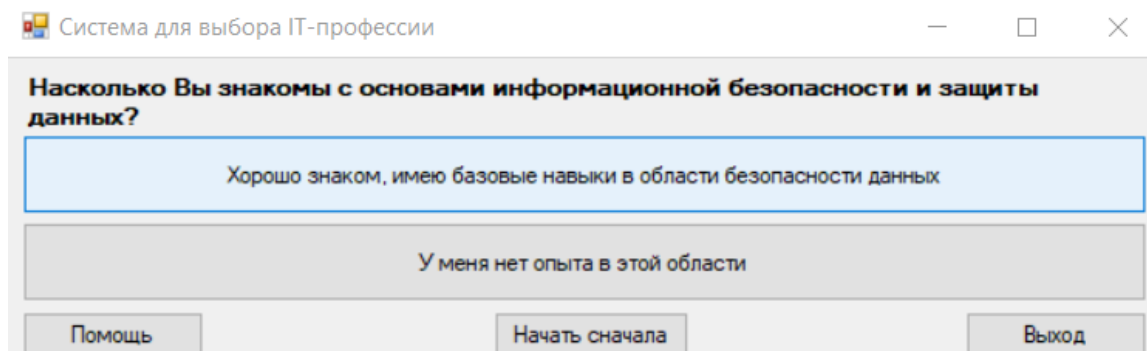 Система для выбора IT-профессии
Насколько Вы знакомы с основами информационной безопасности и защиты
данных?
Хорошо знаком, имею базовые навыки в области безопасности данных
У меня нет опыта в этой области
Помощь
Начать сначала
Выход